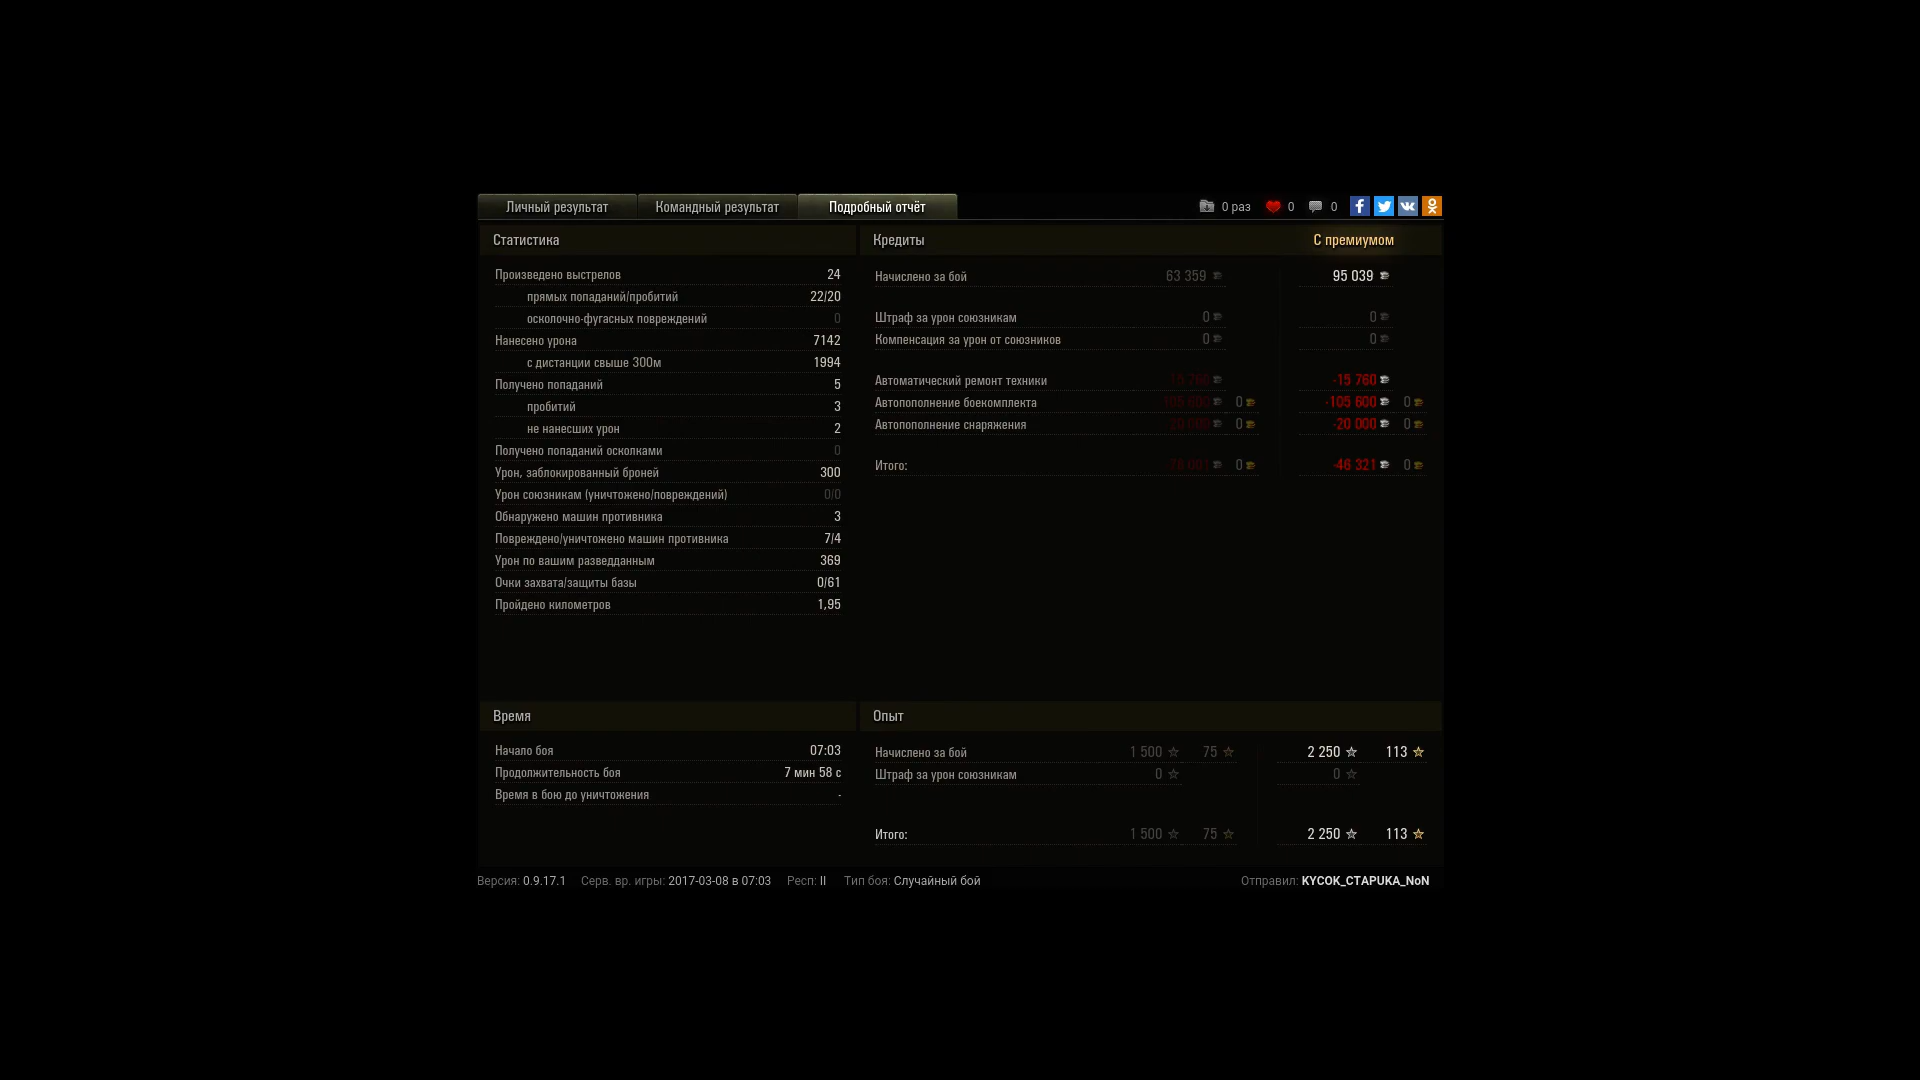 Личный результат Командный результат Подробный отчёт 0 раз 0 0
Статистика
Произведено выстрелов 24
прямых попаданий/пробитий 22/20
осколочно-фугасных повреждений 0
Нанесено урона 7142
с дистанции свыше 300м 1994
Получено попаданий 5
пробитий 3
не нанесших урон 2
Получено попаданий осколками 0
Урон, заблокированный броней 300
Урон союзникам (уничтожено/повреждений) 0/0
Обнаружено машин противника 3
Повреждено/уничтожено машин противника 7/4
Урон по вашим разведданным 369
Очки захвата/защиты базы 0/61
Пройдено километров 1,95
Кредиты С премиумом
Начислено за бой 63 359 95 039
Штраф за урон союзникам 0 0
Компенсация за урон от союзников 0 0
Автоматический ремонт техники -15 760 -15 760
Автопополнение боекомплекта -105 600 0 -105 600 0
Автопополнение снаряжения -20 000 0 -20 000 0
Итого: -78 001 0 -46 321 0
Время
Начало боя 07:03
Продолжительность боя 7 мин 58 с
Время в бою до уничтожения -
Опыт
Начислено за бой 1 500 75 2 250 113
Штраф за урон союзникам 0 0
Итого: 1 500 75 2 250 113
Версия: 0.9.17.1 Серв. вр. игры: 2017-03-08 в 07:03 Респ: II Тип боя: Случайный бой Отправил: KYCOK_CTAPUKA_NoN